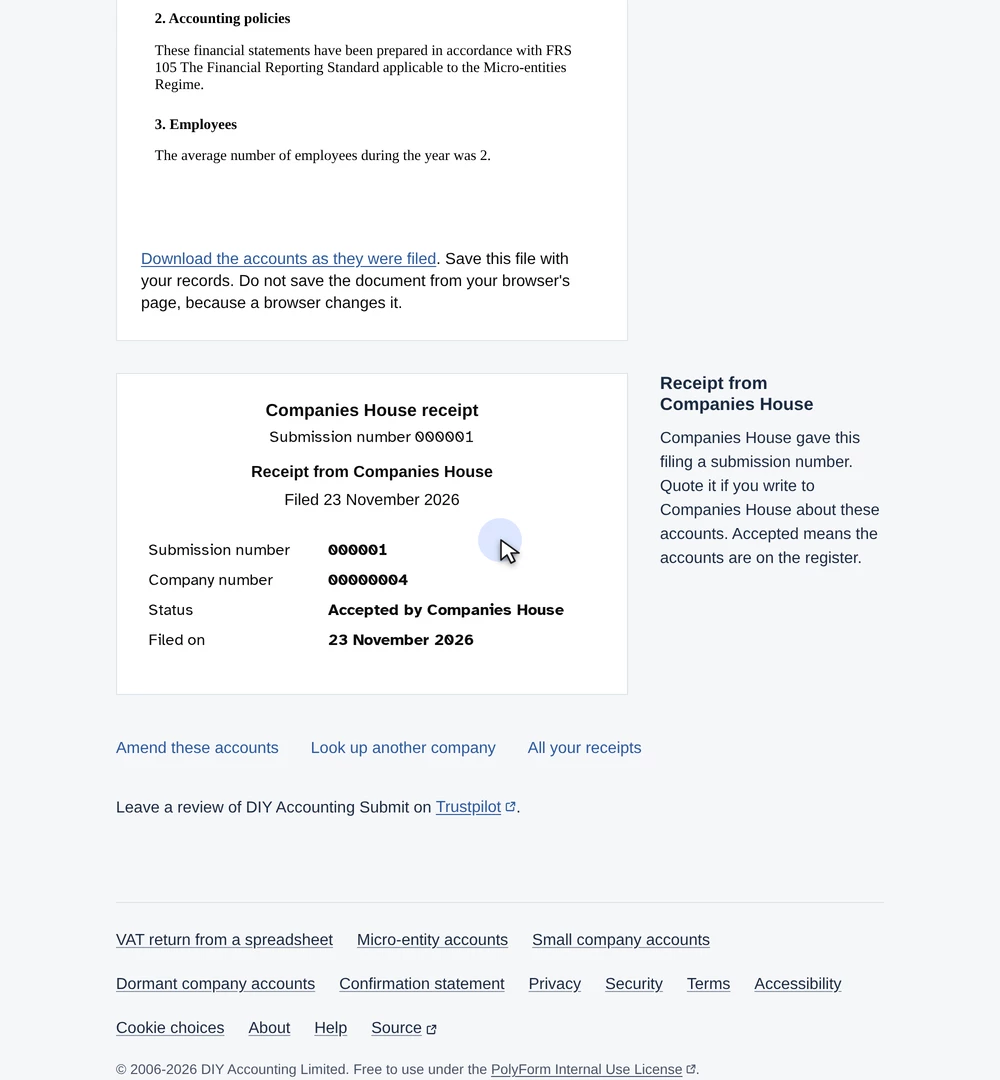 2. Accounting policies
These financial statements have been prepared in accordance with FRS
105 The Financial Reporting Standard applicable to the Micro-entities
Regime.
3. Employees
The average number of employees during the year was 2.
Download the accounts as they were filed. Save this file with
your records. Do not save the document from your browser's
page, because a browser changes it.
Companies House receipt
Submission number 000001
Receipt from Companies House
Filed 23 November 2026
Submission number 000001
Company number 00000004
Status Accepted by Companies House
Filed on 23 November 2026
Receipt from
Companies House
Companies House gave this
filing a submission number.
Quote it if you write to
Companies House about these
accounts. Accepted means the
accounts are on the register.
Amend these accounts Look up another company All your receipts
Leave a review of DIY Accounting Submit on Trustpilot.
VAT return from a spreadsheet Micro-entity accounts Small company accounts
Dormant company accounts Confirmation statement Privacy Security Terms Accessibility
Cookie choices About Help Source
© 2006-2026 DIY Accounting Limited. Free to use under the PolyForm Internal Use License.